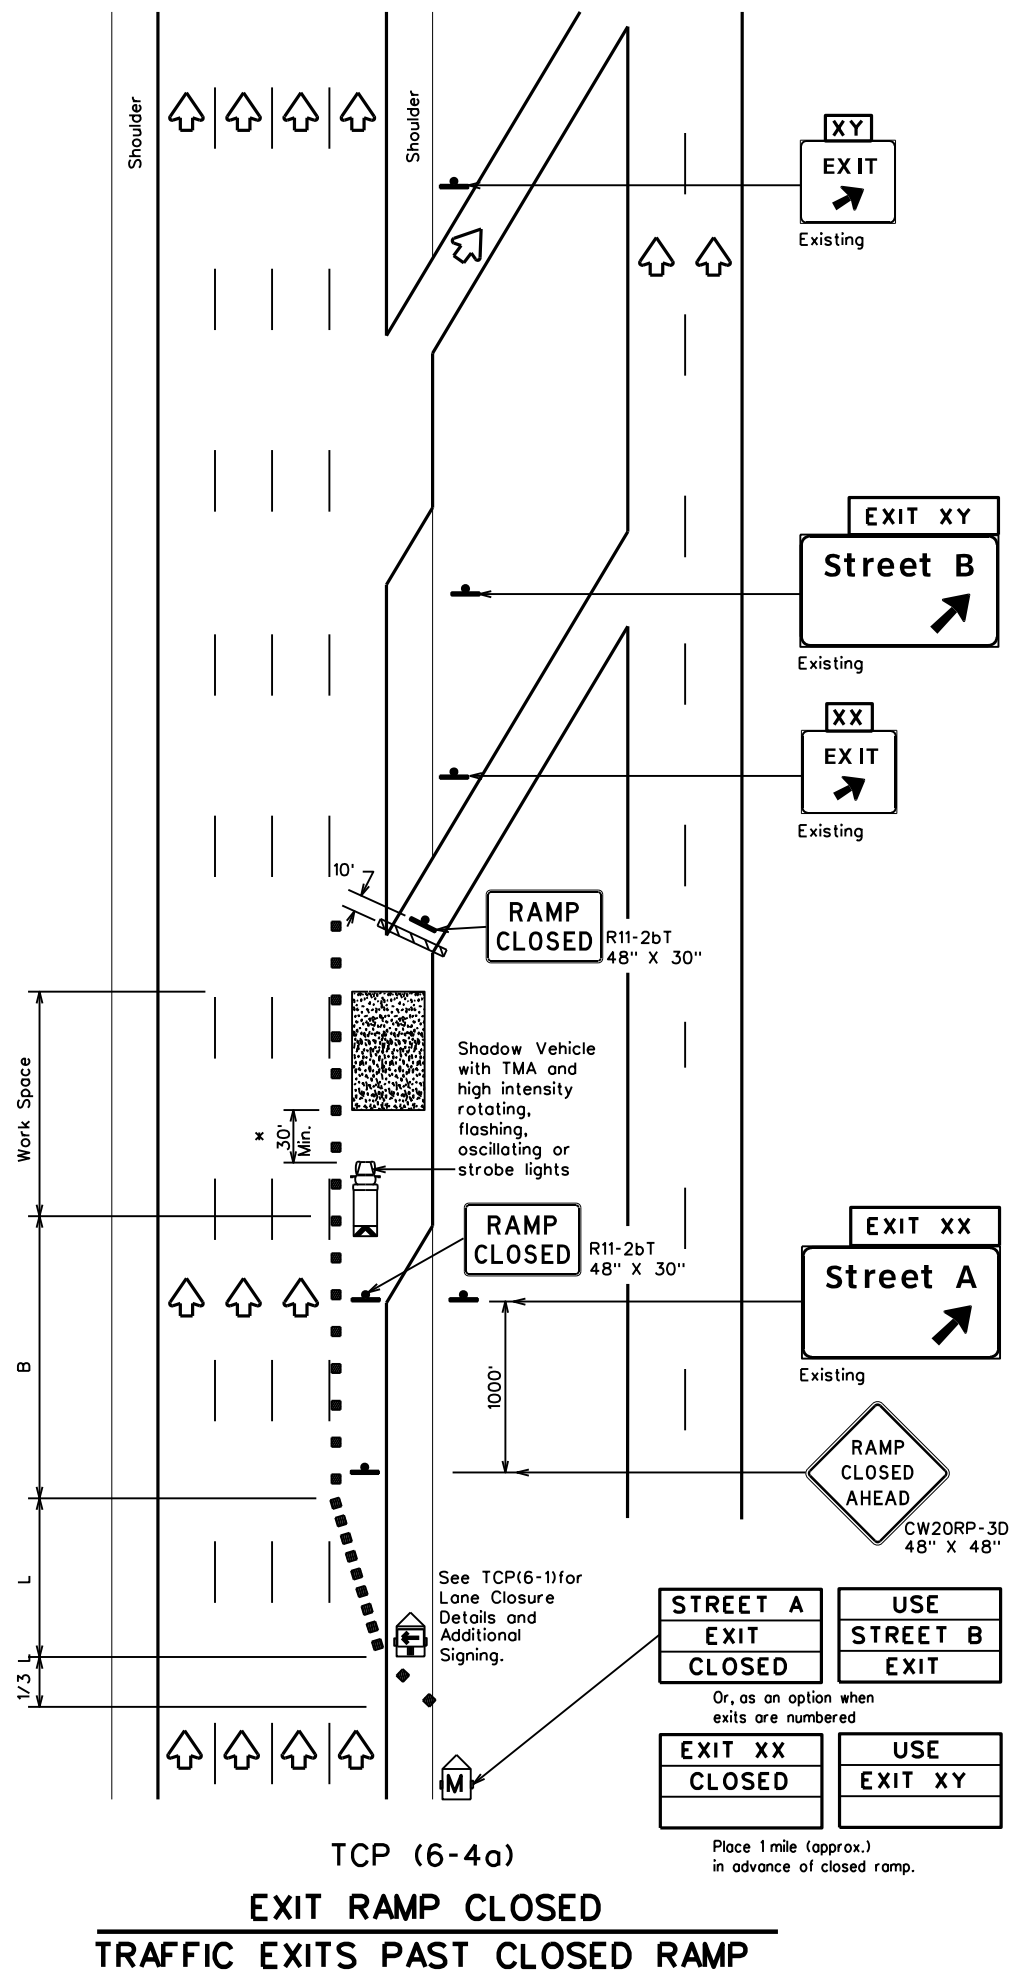 Shoulder
Shoulder
XY
EXIT
Existing
EXIT XY
Street B
Existing
XX
EXIT
Existing
10'
RAMP
CLOSED
R11-2bT
48" X 30"
Work Space
*
30'
Min.
Shadow Vehicle
with TMA and
high intensity
rotating,
flashing,
oscillating or
strobe lights
RAMP
CLOSED
R11-2bT
48" X 30"
EXIT XX
Street A
Existing
B
1000'
RAMP
CLOSED
AHEAD
CW20RP-3D
48" X 48"
L
See TCP(6-1)for
Lane Closure
Details and
Additional
Signing.
1/3 L
STREET A
EXIT
CLOSED
USE
STREET B
EXIT
Or, as an option when
exits are numbered
EXIT XX
CLOSED
USE
EXIT XY
M
Place 1 mile (approx.)
in advance of closed ramp.
TCP (6-4a)
EXIT RAMP CLOSED
TRAFFIC EXITS PAST CLOSED RAMP